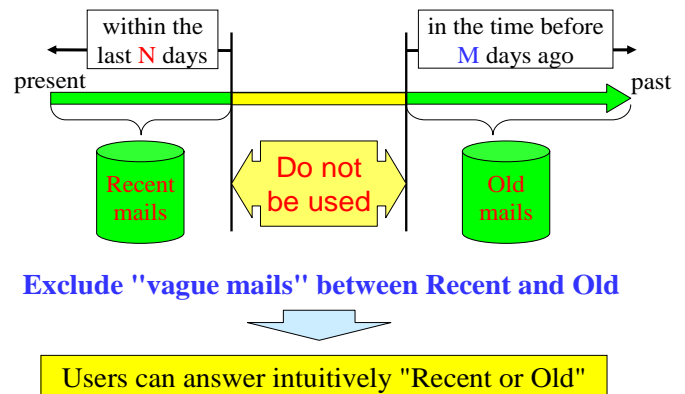 within the
last N days
in the time before
M days ago
present
past
Recent
mails
Do not
be used
Old
mails
Exclude "vague mails" between Recent and Old
Users can answer intuitively "Recent or Old"